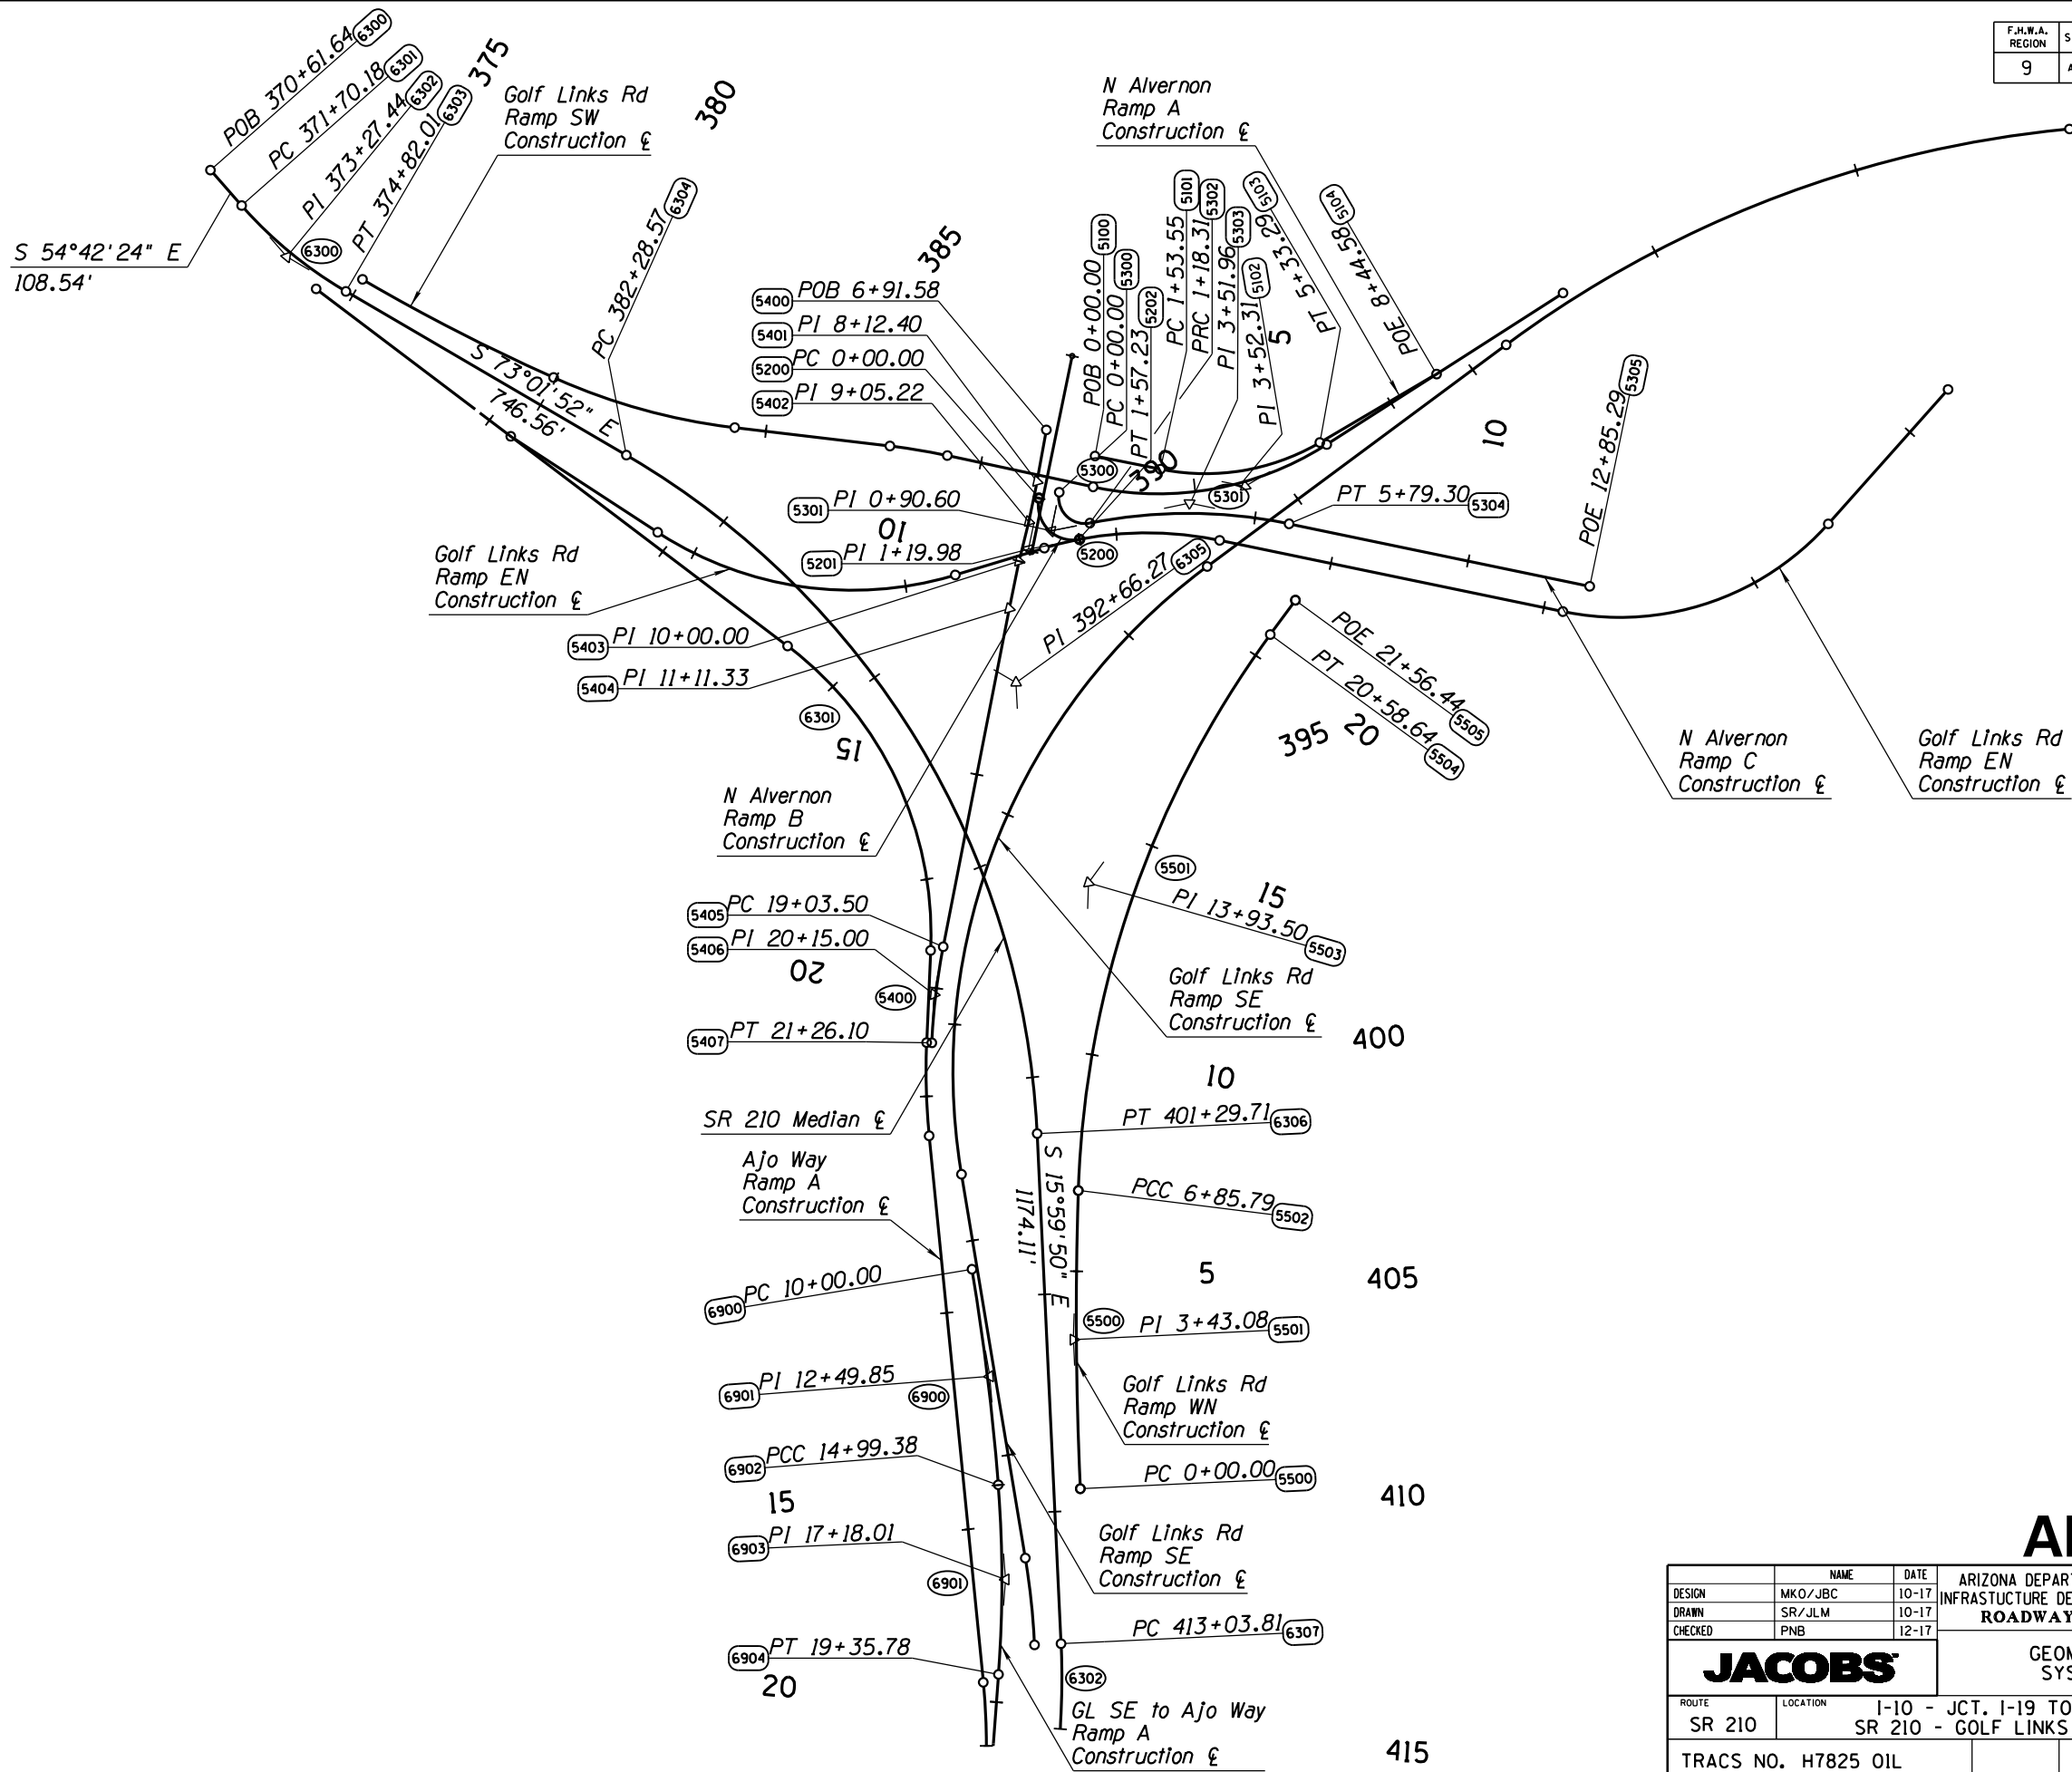 POB 370+61.64 6300
PC 371+70.18 6301
PI 373+27.44 6302
PT 374+82.01 6303
375
Golf Links Rd
Ramp SW
Construction ℄
380
S 54°42'24" E
108.54'
6300
S 73°01'52" E
746.56'
PC 382+28.57 6304
385
5400 POB 6+91.58
5401 PI 8+12.40
5200 PC 0+00.00
5402 PI 9+05.22
N Alvernon
Ramp A
Construction ℄
POB 0+00.00 5100
PC 0+00.00 5300
PT 1+57.23 5202
PC 1+53.55 5101
PRC 1+18.31 5302
PI 3+51.96 5303
PI 3+52.31 5102
5
PT 5+33.29 5103
POE 8+44.58 5104
F.H.W.A.
REGION
9
10
POE 12+85.29 5305
5300
390
5301
PT 5+79.30 5304
5301 PI 0+90.60
10
5201 PI 1+19.98
5200
Golf Links Rd
Ramp EN
Construction ℄
5403 PI 10+00.00
5404 PI 11+11.33
PI 392+66.27 6305
POE 21+56.44 5505
PT 20+58.64 5504
395
20
6301
15
N Alvernon
Ramp C
Construction ℄
Golf Links Rd
Ramp EN
Construction ℄
N Alvernon
Ramp B
Construction ℄
5501
15
PI 13+93.50 5503
5405 PC 19+03.50
5406 PI 20+15.00
20
5400
5407 PT 21+26.10
Golf Links Rd
Ramp SE
Construction ℄
400
10
SR 210 Median ℄
PT 401+29.71 6306
S 15°59'50" E
1174.11'
Ajo Way
Ramp A
Construction ℄
PCC 6+85.79 5502
5
405
6900 PC 10+00.00
5500
PI 3+43.08 5501
6901 PI 12+49.85
6900
Golf Links Rd
Ramp WN
Construction ℄
6902 PCC 14+99.38
PC 0+00.00 5500
15
410
6903 PI 17+18.01
6901
Golf Links Rd
Ramp SE
Construction ℄
PC 413+03.81 6307
6904 PT 19+35.78
20
6302
GL SE to Ajo Way
Ramp A
Construction ℄
415
NAME DATE
DESIGN MKO/JBC 10-17
DRAWN SR/JLM 10-17
CHECKED PNB 12-17
ARIZONA DEPAR
INFRASTUCTURE DE
ROADWAY
JACOBS
GEOM
SYS
ROUTE
SR 210
LOCATION
I-10 - JCT. I-19 TO
SR 210 - GOLF LINKS
TRACS NO. H7825 01L